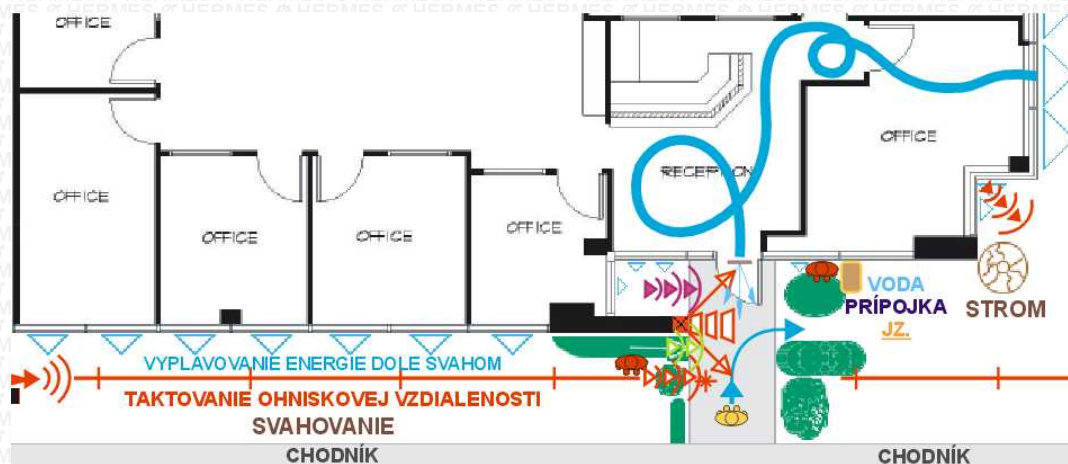 OFFICE
OFFICE
OFFICE
RECEPTION
OFFICE
OFFICE
OFFICE
VODA
PRÍPOJKA
JZ.
STROM
VYPLAVOVANIE ENERGIE DOLE SVAHOM
TAKTOVANIE OHNISKOVEJ VZDIALENOSTI
SVAHOVANIE
CHODNÍK
CHODNÍK